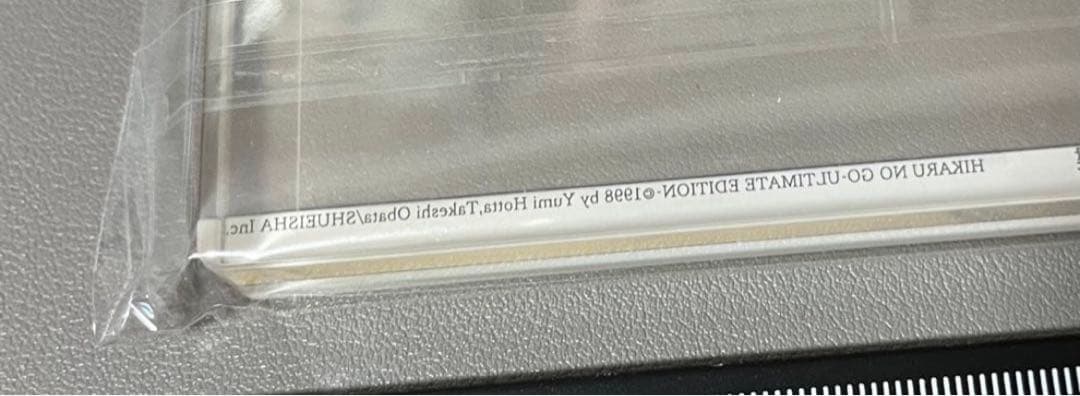 HIKARU NO GO-ULTIMATE EDITION-©1998 by Yumi Hotta,Takeshi Obata/SHUEISHA Inc.